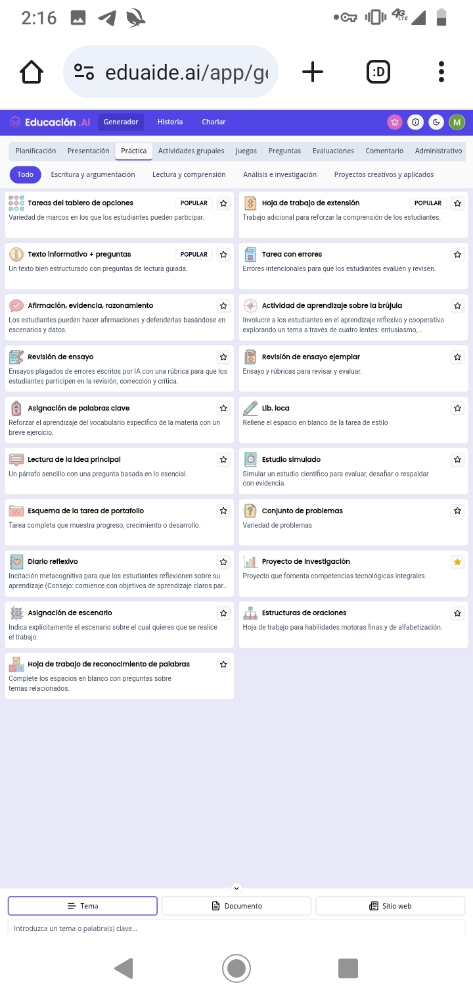 2:16
4G
LTE
eduaide.ai/app/ge
:D
Educación .Ai
Generador
Historia
Charlar
M
Planificación
Presentación
Práctica
Actividades grupales
Juegos
Preguntas
Evaluaciones
Comentario
Administrativo
Todo
Escritura y argumentación
Lectura y comprensión
Análisis e investigación
Proyectos creativos y aplicados
Tareas del tablero de opciones
POPULAR
Variedad de marcos en los que los estudiantes pueden participar.
Hoja de trabajo de extensión
POPULAR
Trabajo adicional para reforzar la comprensión de los estudiantes.
Texto informativo + preguntas
POPULAR
Un texto bien estructurado con preguntas de lectura guiada.
Tarea con errores
Errores intencionales para que los estudiantes evalúen y revisen.
Afirmación, evidencia, razonamiento
Los estudiantes pueden hacer afirmaciones y defenderlas basándose en
escenarios y datos.
Actividad de aprendizaje sobre la brújula
Involucre a los estudiantes en el aprendizaje reflexivo y cooperativo
explorando un tema a través de cuatro lentes: entusiasmo,...
Revisión de ensayo
Ensayos plagados de errores escritos por IA con una rúbrica para que los
estudiantes participen en la revisión, corrección y crítica.
Revisión de ensayo ejemplar
Ensayo y rúbricas para revisar y evaluar.
Asignación de palabras clave
Reforzar el aprendizaje del vocabulario específico de la materia con un
breve ejercicio.
Lib. loca
Rellene el espacio en blanco de la tarea de estilo
Lectura de la idea principal
Un párrafo sencillo con una pregunta basada en lo esencial.
Estudio simulado
Simular un estudio científico para evaluar, desafiar o respaldar
con evidencia.
Esquema de la tarea de portafolio
Tarea completa que muestra progreso, crecimiento o desarrollo.
Conjunto de problemas
Variedad de problemas
Diario reflexivo
Incitación metacognitiva para que los estudiantes reflexionen sobre su
aprendizaje (Consejo: comience con objetivos de aprendizaje claros par...
Proyecto de investigación
Proyecto que fomenta competencias tecnológicas integrales.
Asignación de escenario
Indica explícitamente el escenario sobre el cual quieres que se realice
el trabajo.
Estructuras de oraciones
Hoja de trabajo para habilidades motoras finas y de alfabetización.
Hoja de trabajo de reconocimiento de palabras
Complete los espacios en blanco con preguntas sobre
temas relacionados.
Tema
Documento
Sitio web
Introduzca un tema o palabra(s) clave...